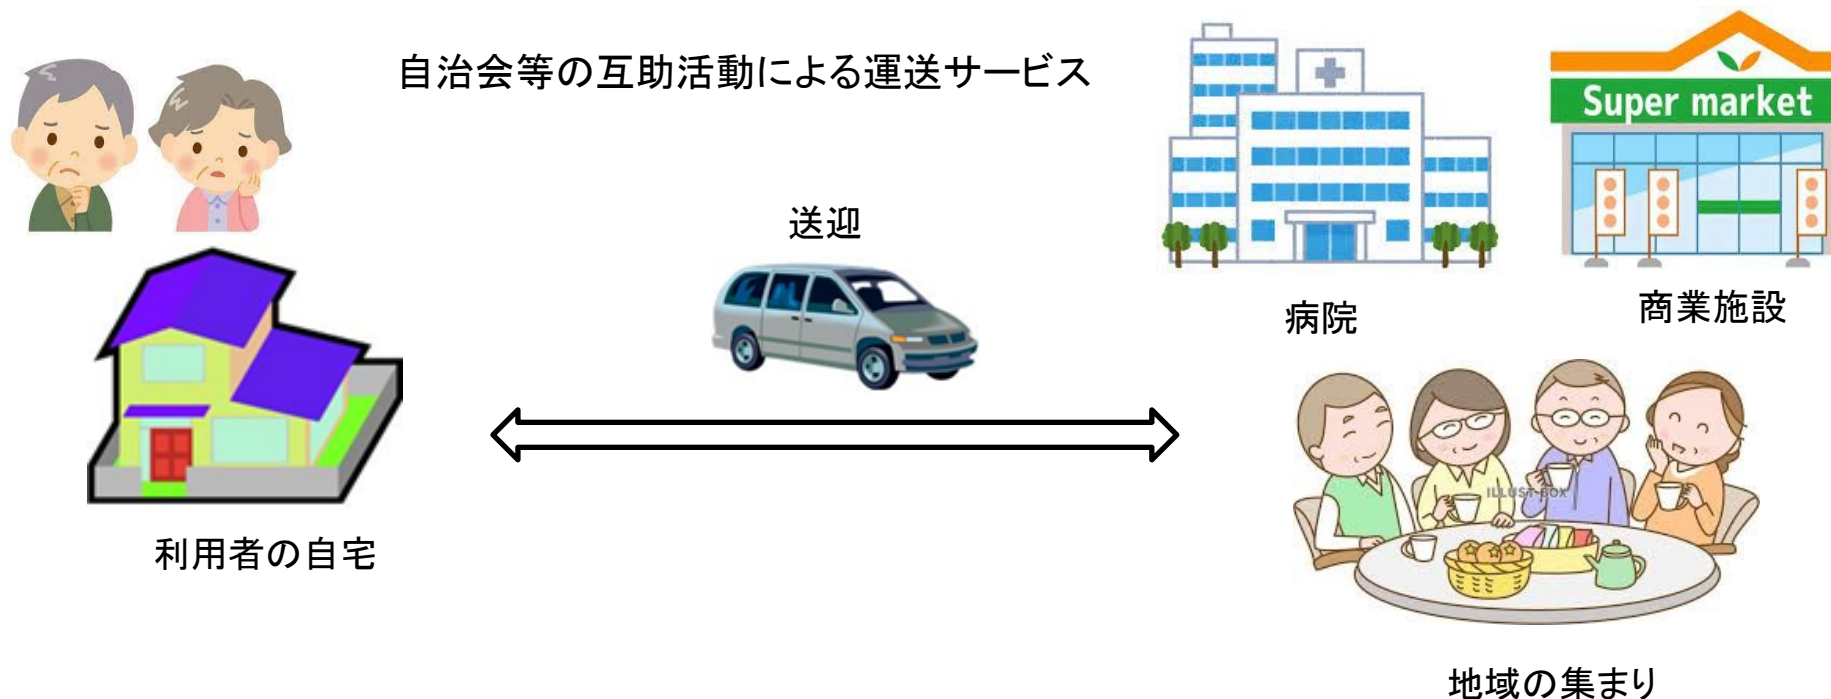 自治会等の互助活動による運送サービス
Super market
送迎
病院
商業施設
利用者の自宅
ILLUST BOX
地域の集まり